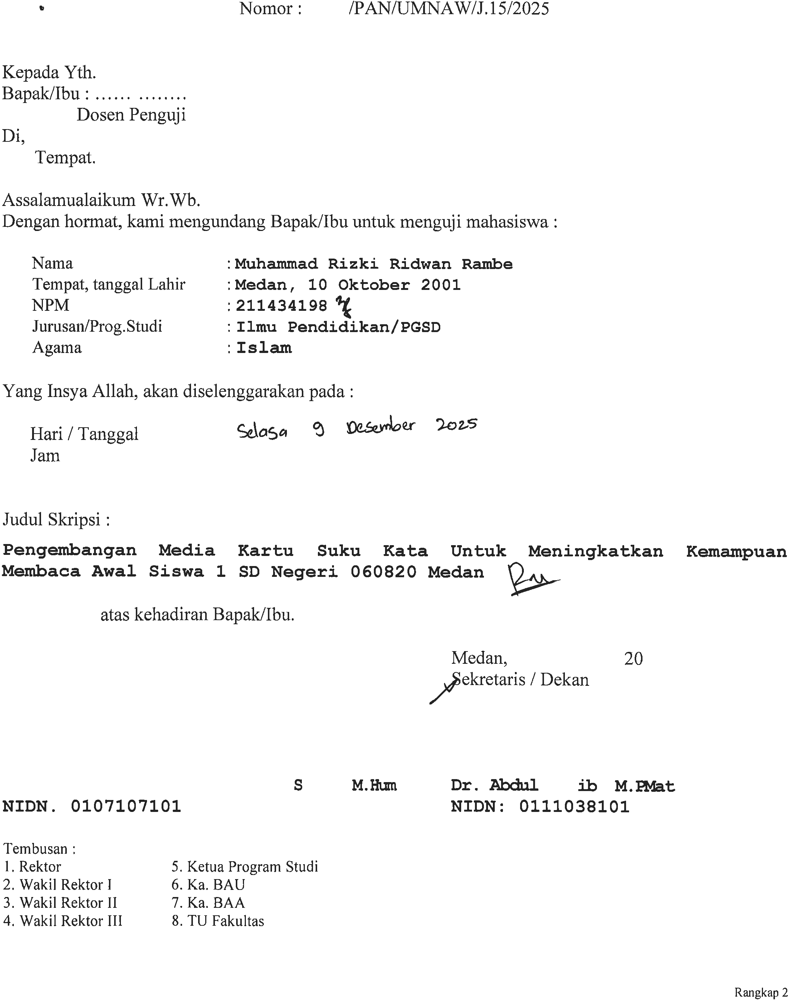 Nomor : /PAN/UMNAW/J.15/2025
Kepada Yth.
Bapak/Ibu : ...... ........
Dosen Penguji
Di,
Tempat.
Assalamualaikum Wr.Wb.
Dengan hormat, kami mengundang Bapak/Ibu untuk menguji mahasiswa :
Nama : Muhammad Rizki Ridwan Rambe
Tempat, tanggal Lahir : Medan, 10 Oktober 2001
NPM : 211434198
Jurusan/Prog.Studi : Ilmu Pendidikan/PGSD
Agama : Islam
Yang Insya Allah, akan diselenggarakan pada :
Hari / Tanggal Selasa 9 Desember 2025
Jam
Judul Skripsi :
Pengembangan Media Kartu Suku Kata Untuk Meningkatkan Kemampuan
Membaca Awal Siswa 1 SD Negeri 060820 Medan
atas kehadiran Bapak/Ibu.
Medan, 20
Sekretaris / Dekan
S M.Hum Dr. Abdul ib M.PMat
NIDN. 0107107101 NIDN: 0111038101
Tembusan :
1. Rektor 5. Ketua Program Studi
2. Wakil Rektor I 6. Ka. BAU
3. Wakil Rektor II 7. Ka. BAA
4. Wakil Rektor III 8. TU Fakultas
Rangkap 2